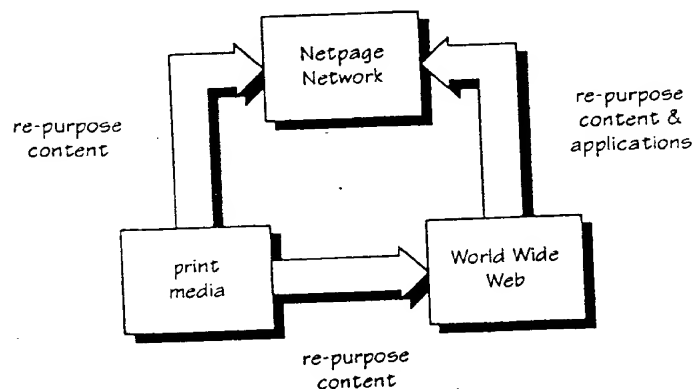 Netpage
Network
re-purpose
content
re-purpose
content &
applications
print
media
World Wide
Web
re-purpose
content